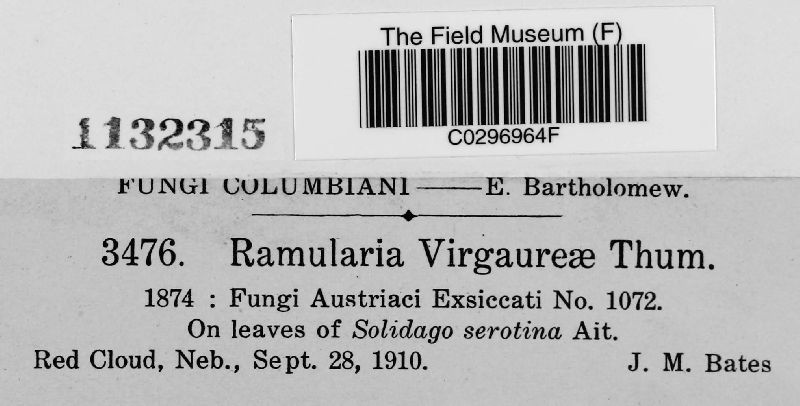 The Field Museum (F)
C0296964F
1132315
FUNGI COLUMBIANI —— E. Bartholomew.
3476. Ramularia Virgaureæ Thum.
1874 : Fungi Austriaci Exsiccati No. 1072.
On leaves of Solidago serotina Ait.
Red Cloud, Neb., Sept. 28, 1910. J. M. Bates